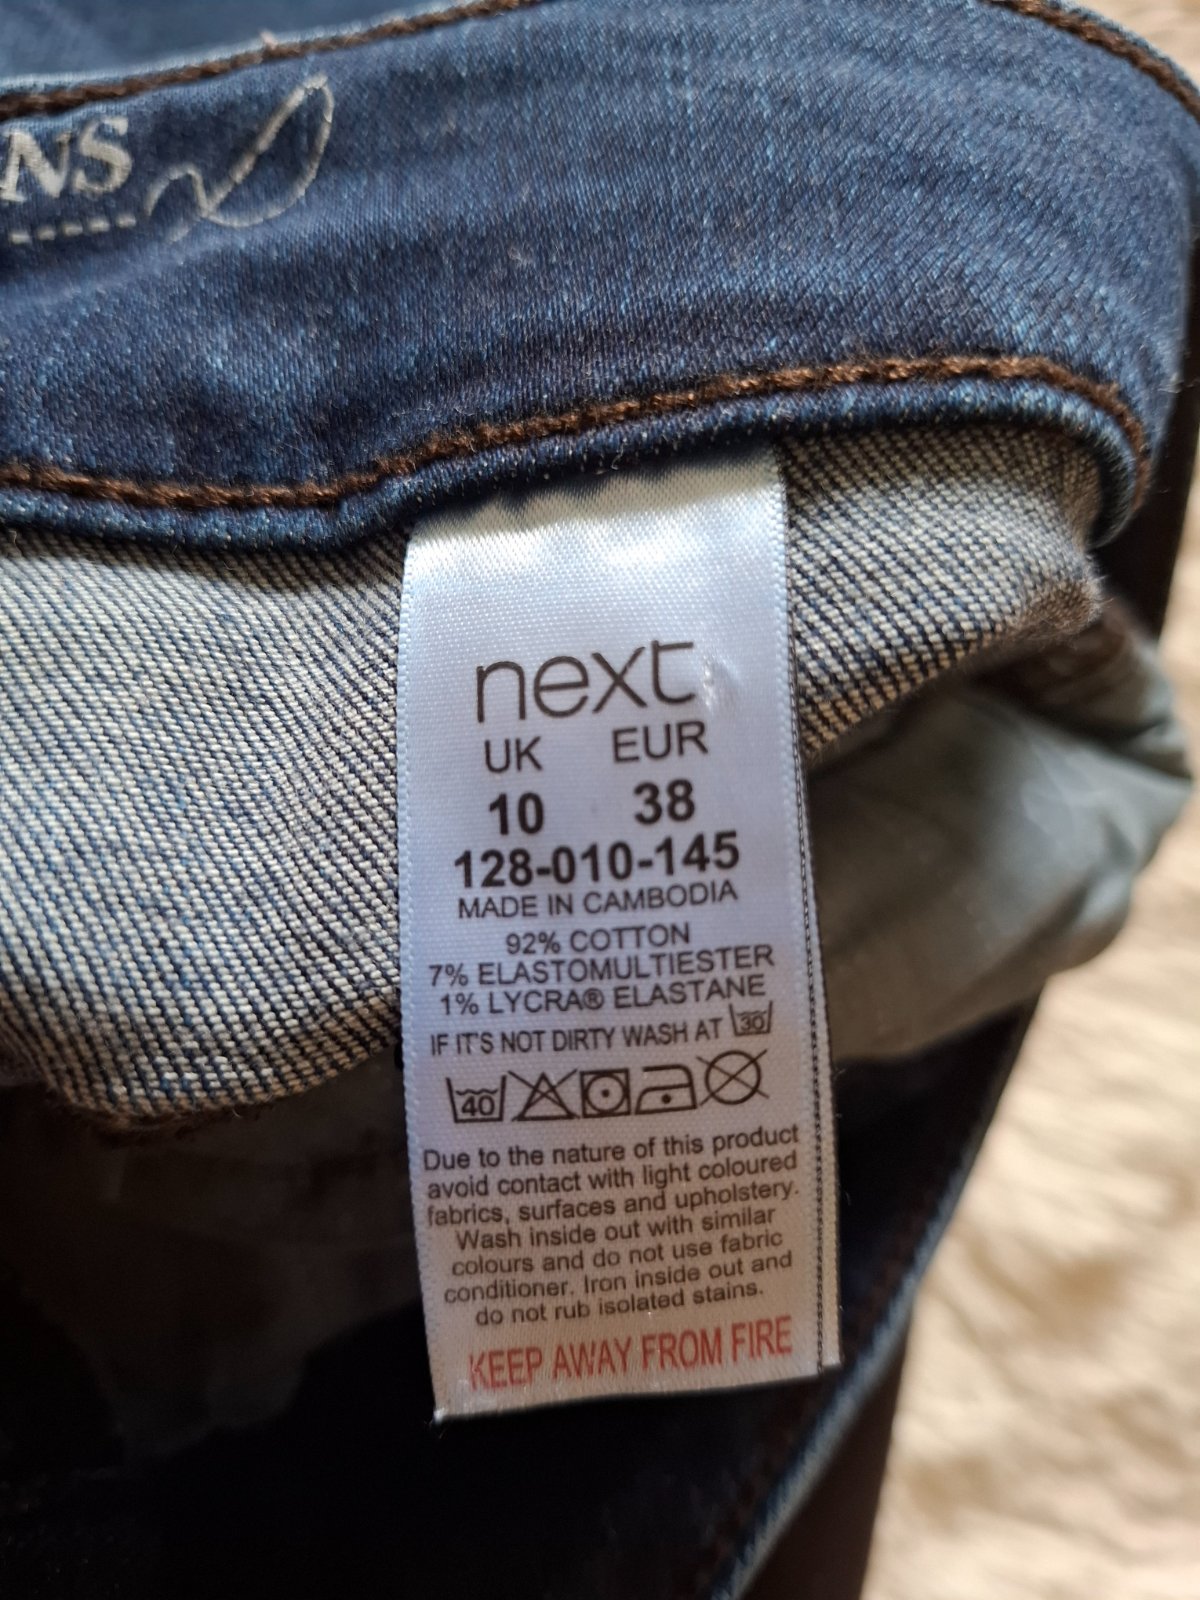 NS
next
UK EUR
10 38
128-010-145
MADE IN CAMBODIA
92% COTTON
7% ELASTOMULTIESTER
1% LYCRA® ELASTANE
IF IT'S NOT DIRTY WASH AT 30
40
Due to the nature of this product
avoid contact with light coloured
fabrics, surfaces and upholstery.
Wash inside out with similar
colours and do not use fabric
conditioner. Iron inside out and
do not rub isolated stains.
KEEP AWAY FROM FIRE